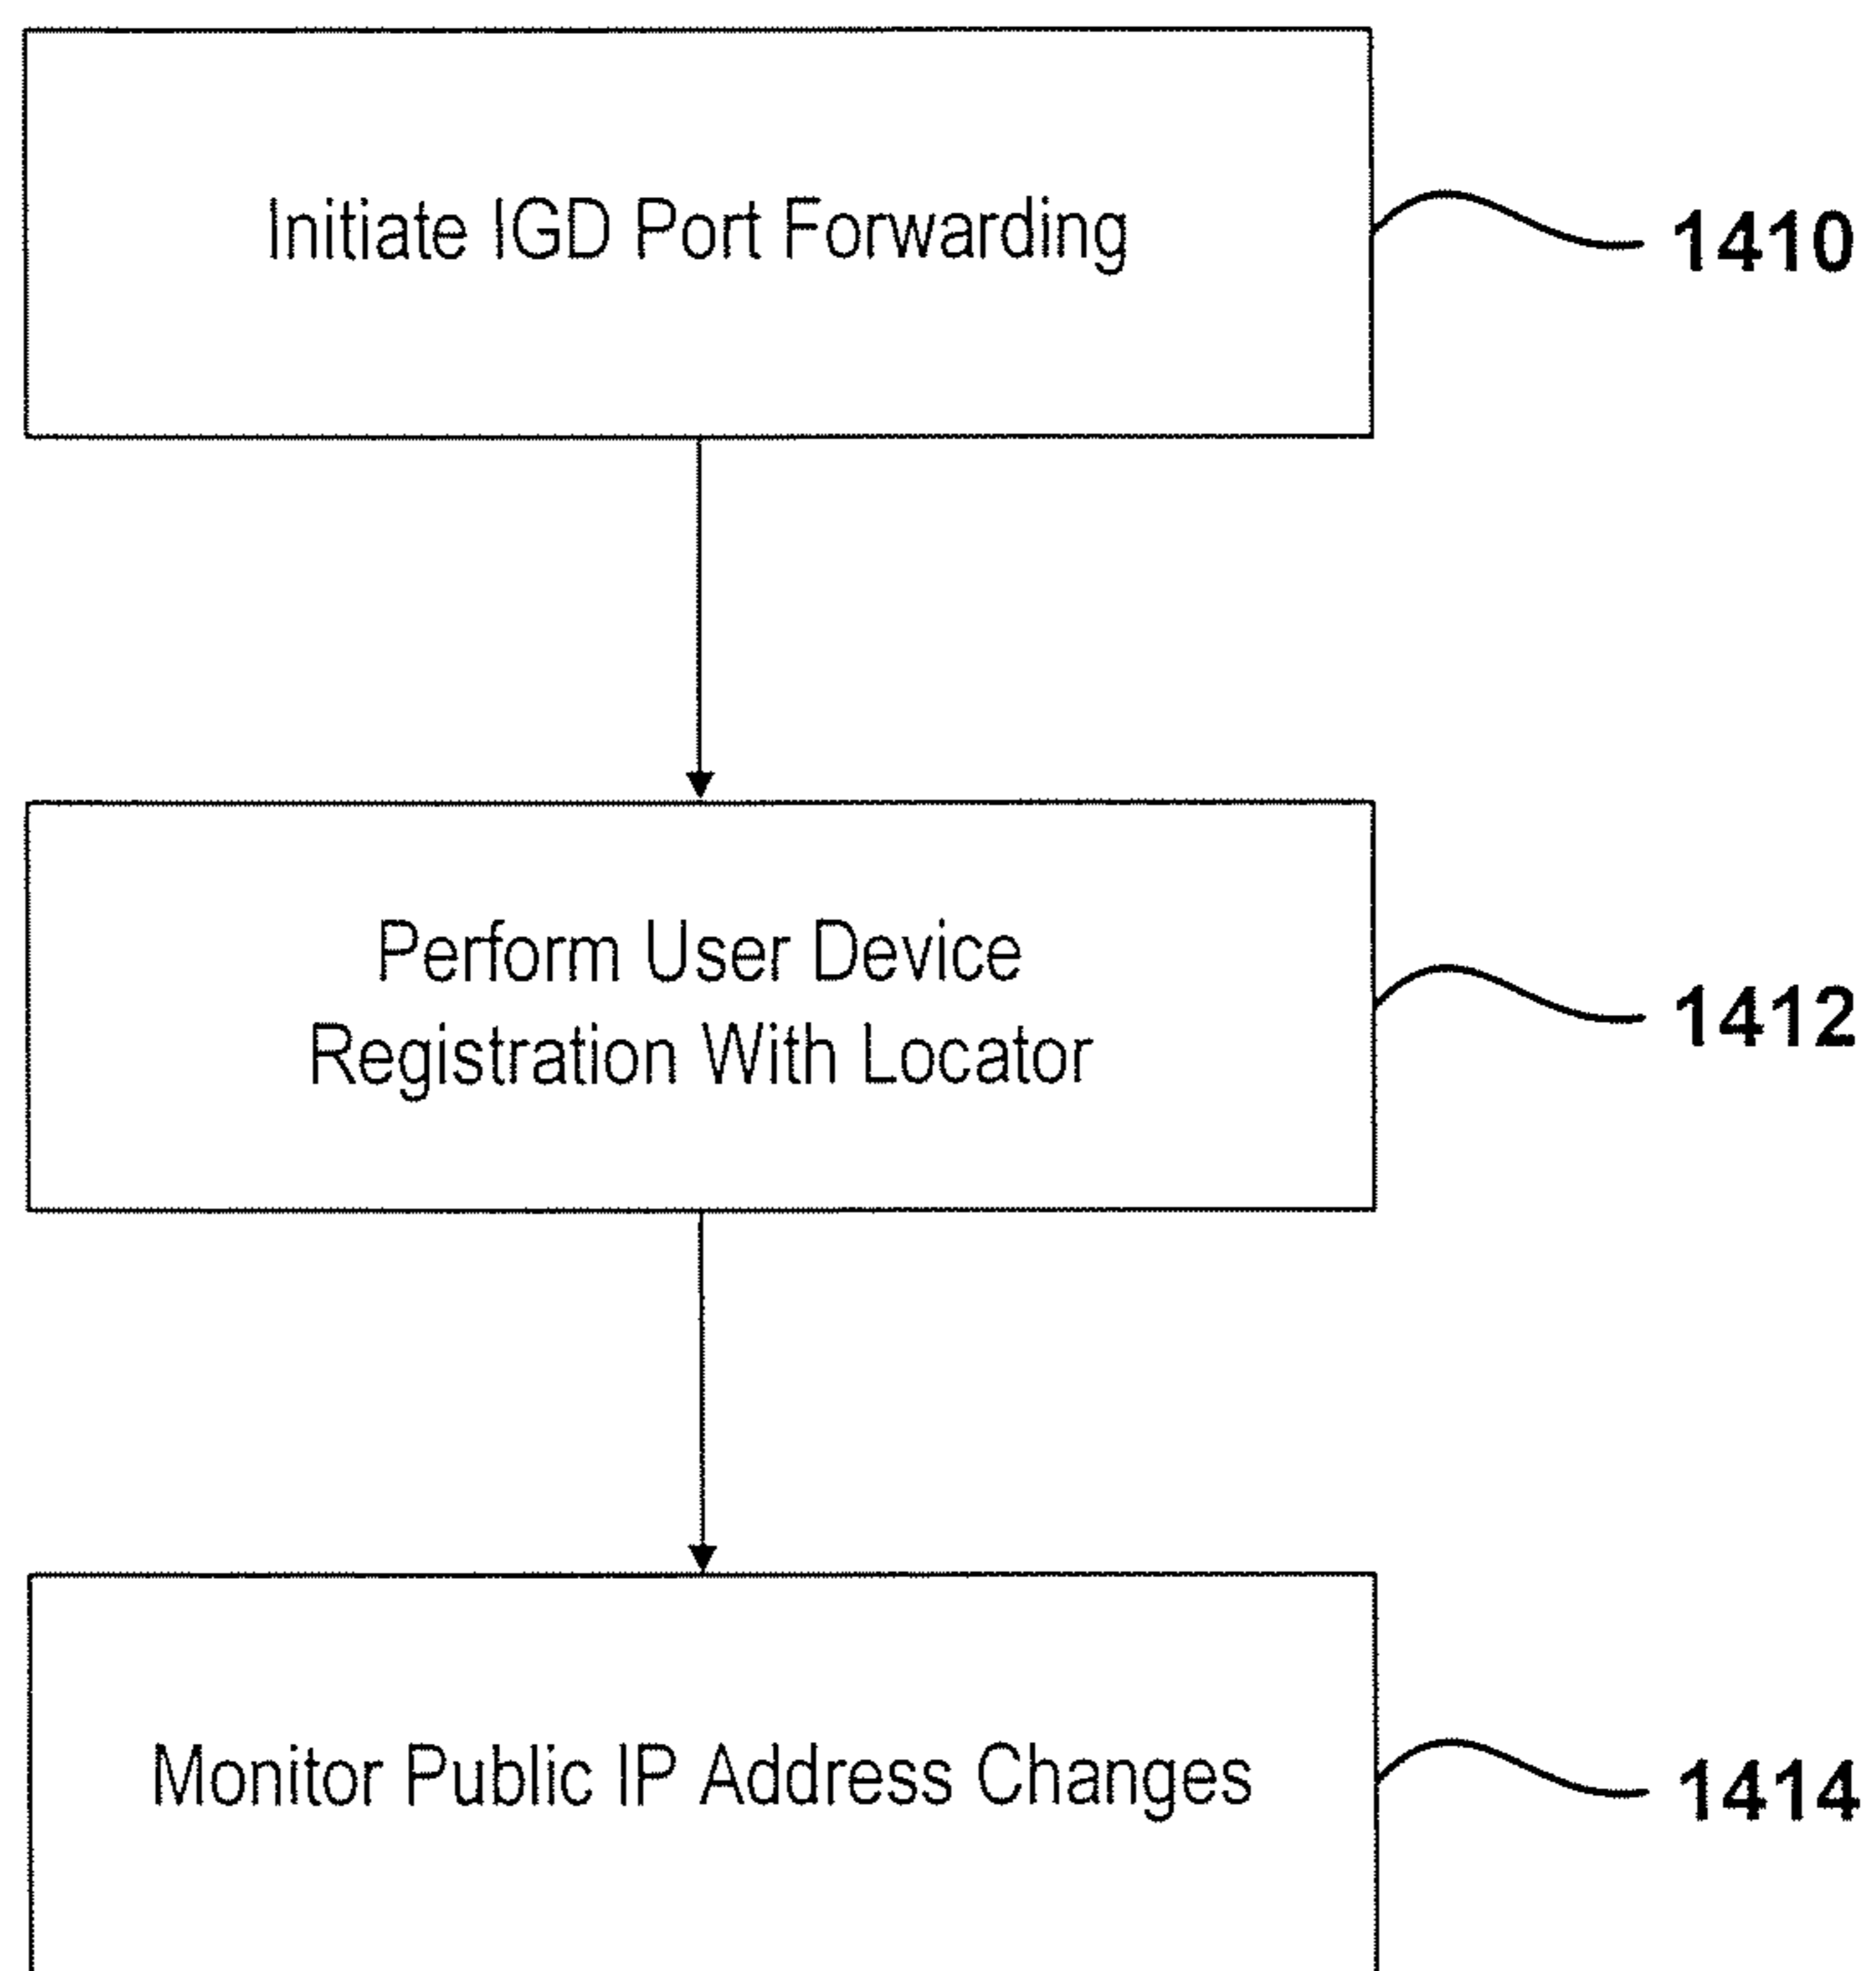 Initiate IGD Port Forwarding
1410
Perform User Device
Registration With Locator
1412
Monitor Public IP Address Changes
1414